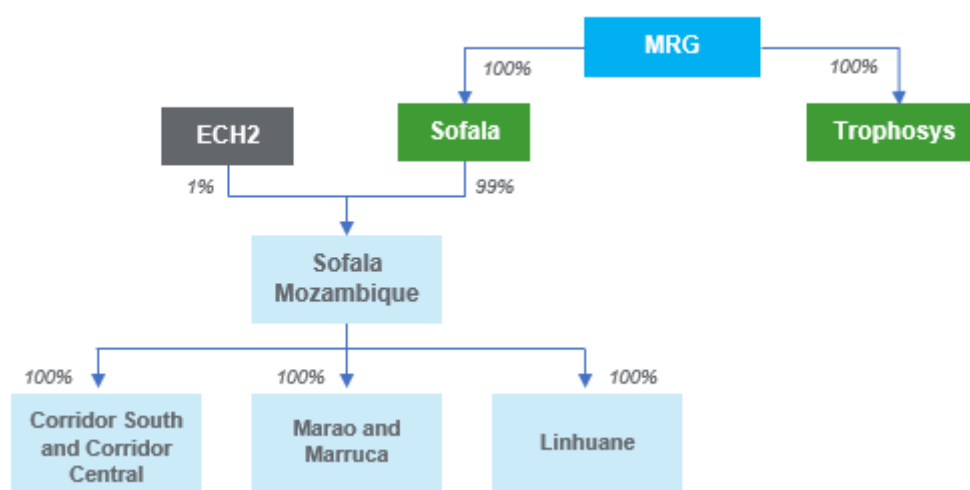 MRG
100%
100%
ECH2
Sofala
Trophosys
1%
99%
Sofala
Mozambique
100%
100%
100%
Corridor South
and Corridor
Central
Marao and
Marruca
Linhuane